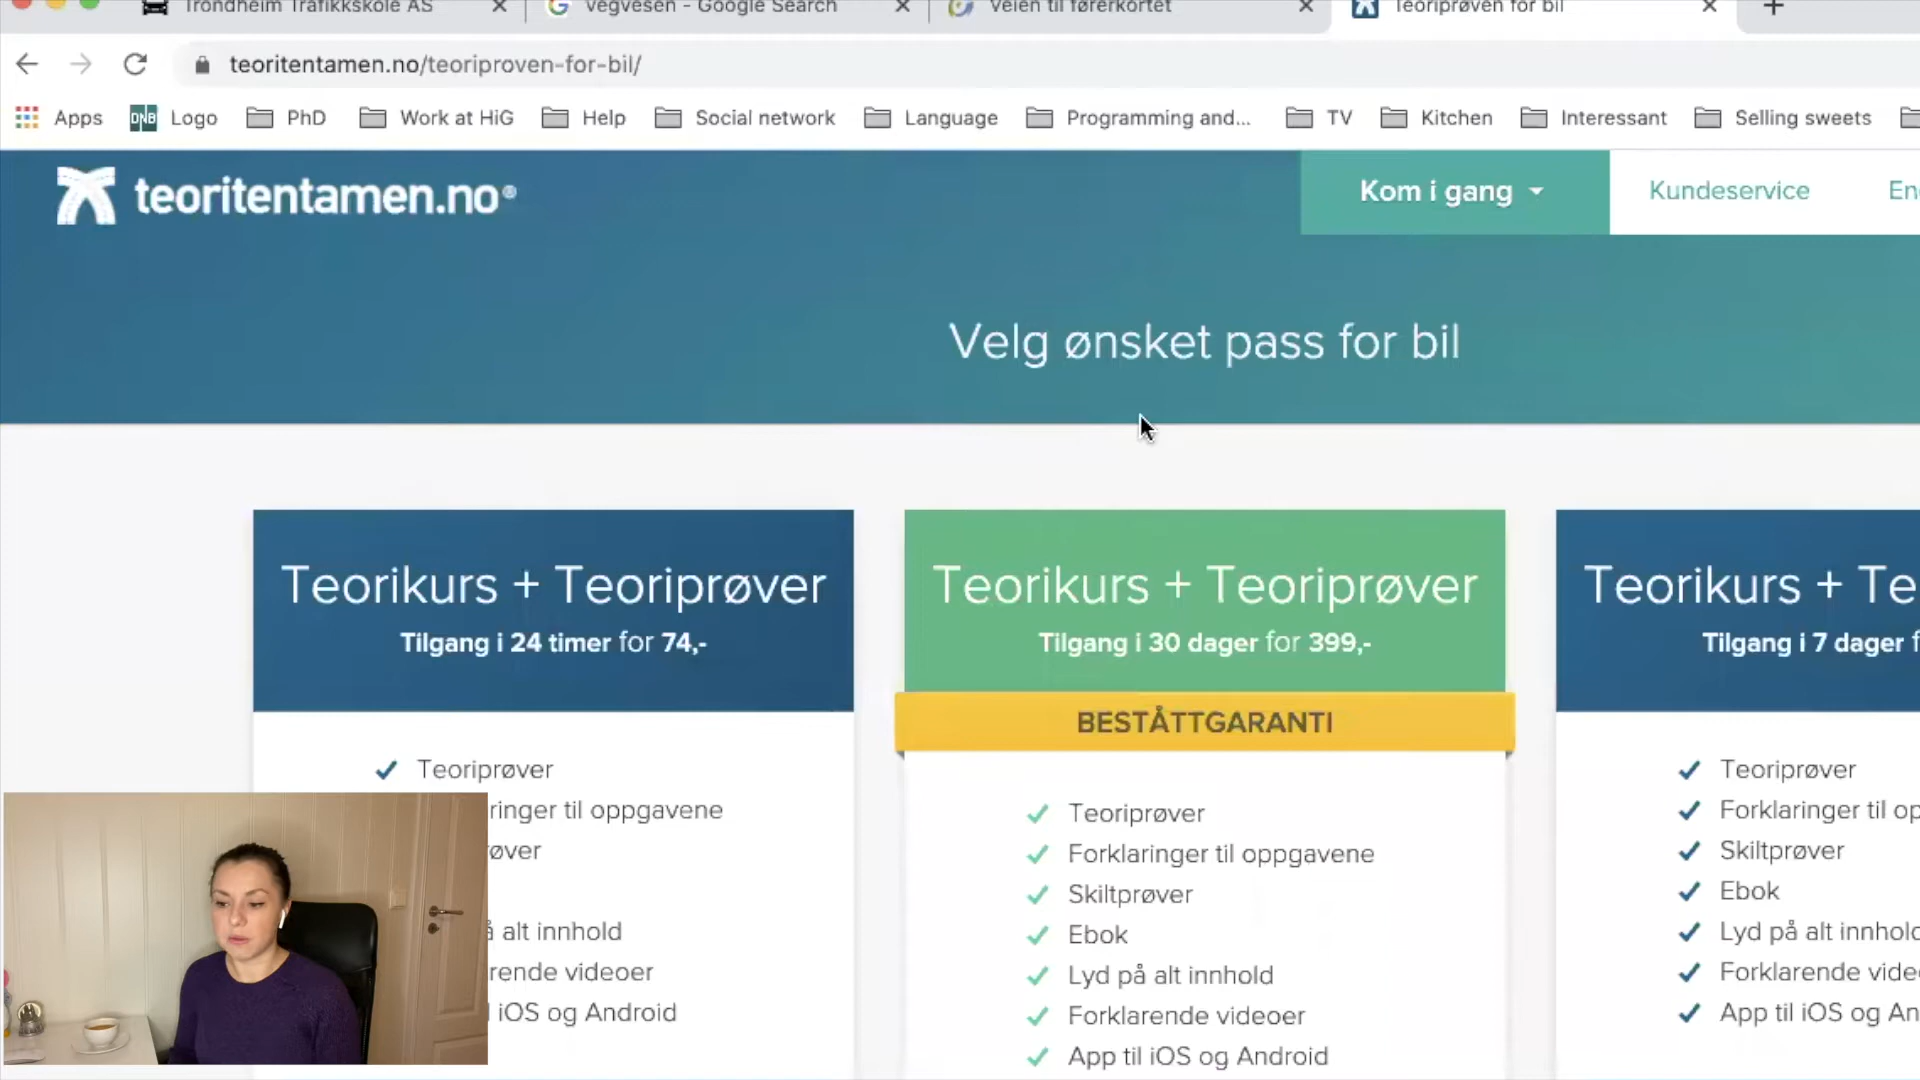 Trondheim Trafikkskole AS
vegvesen - Google Search
Veien til førerkortet
Teoriprøven for bil
teoritentamen.no/teoriproven-for-bil/
Apps
DNB Logo
PhD
Work at HiG
Help
Social network
Language
Programming and...
TV
Kitchen
Interessant
Selling sweets
teoritentamen.no®
Kom i gang
Kundeservice
En
Velg ønsket pass for bil
Teorikurs + Teoriprøver
Tilgang i 24 timer for 74,-
Teoriprøver
ringer til oppgavene
røver
å alt innhold
rende videoer
iOS og Android
Teorikurs + Teoriprøver
Tilgang i 30 dager for 399,-
BESTÅTTGARANTI
Teoriprøver
Forklaringer til oppgavene
Skiltprøver
Ebok
Lyd på alt innhold
Forklarende videoer
App til iOS og Android
Teorikurs + Te
Tilgang i 7 dager f
Teoriprøver
Forklaringer til op
Skiltprøver
Ebok
Lyd på alt innhold
Forklarende vide
App til iOS og An